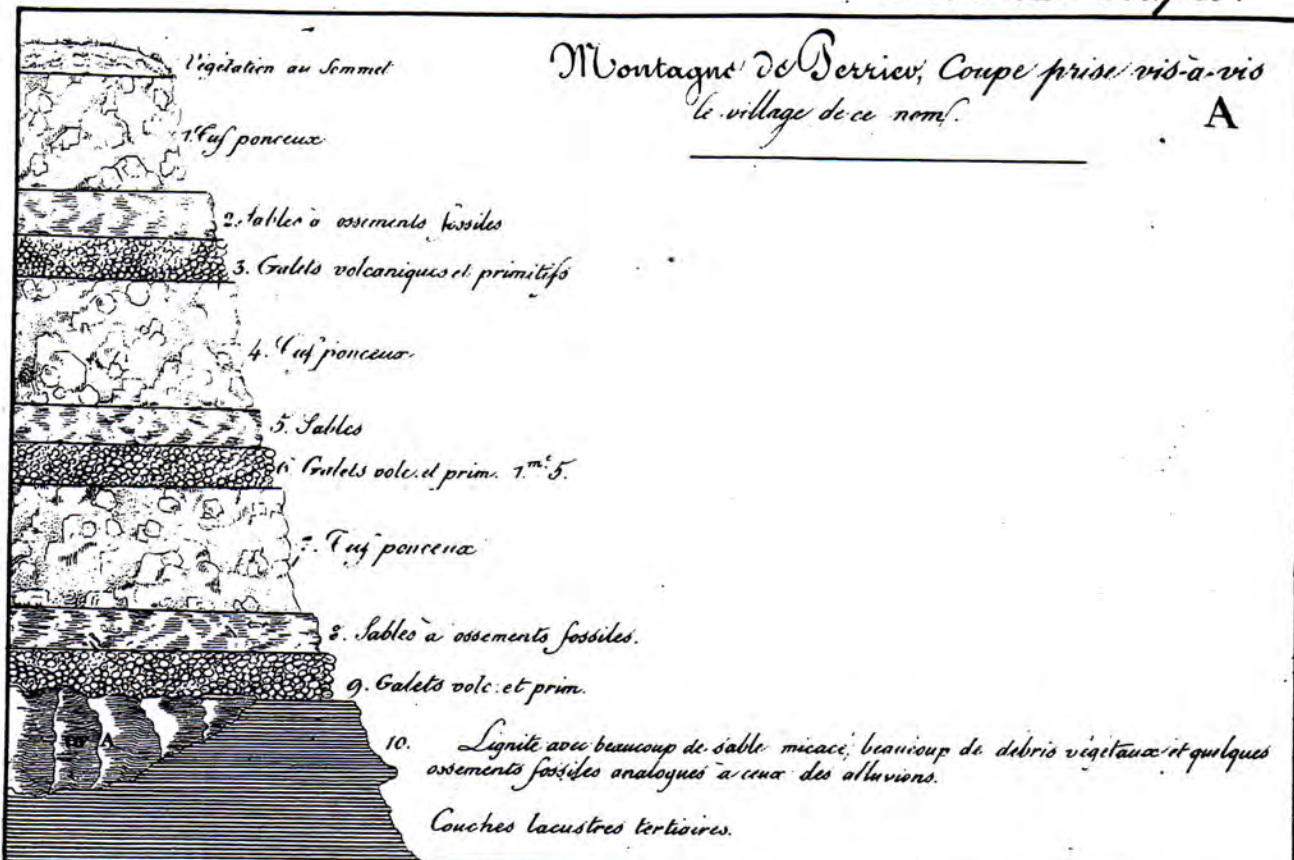 Montagne de Perrier, Coupe prise vis-à-vis
le village de ce nom.
A
Végétation au Sommet
1. Tuf ponceux
2. Sables à ossements fossiles
3. Galets volcaniques et primitifs
4. Tuf ponceux
5. Sables
6 Galets volc. et prim. 1.mt 5.
7. Tuf ponceux
8. Sables à ossements fossiles.
9. Galets volc. et prim.
A
10. Lignite avec beaucoup de sable micacé, beaucoup de débris végétaux et quelques
ossements fossiles analogues à ceux des alluvions.
Couches lacustres tertiaires.